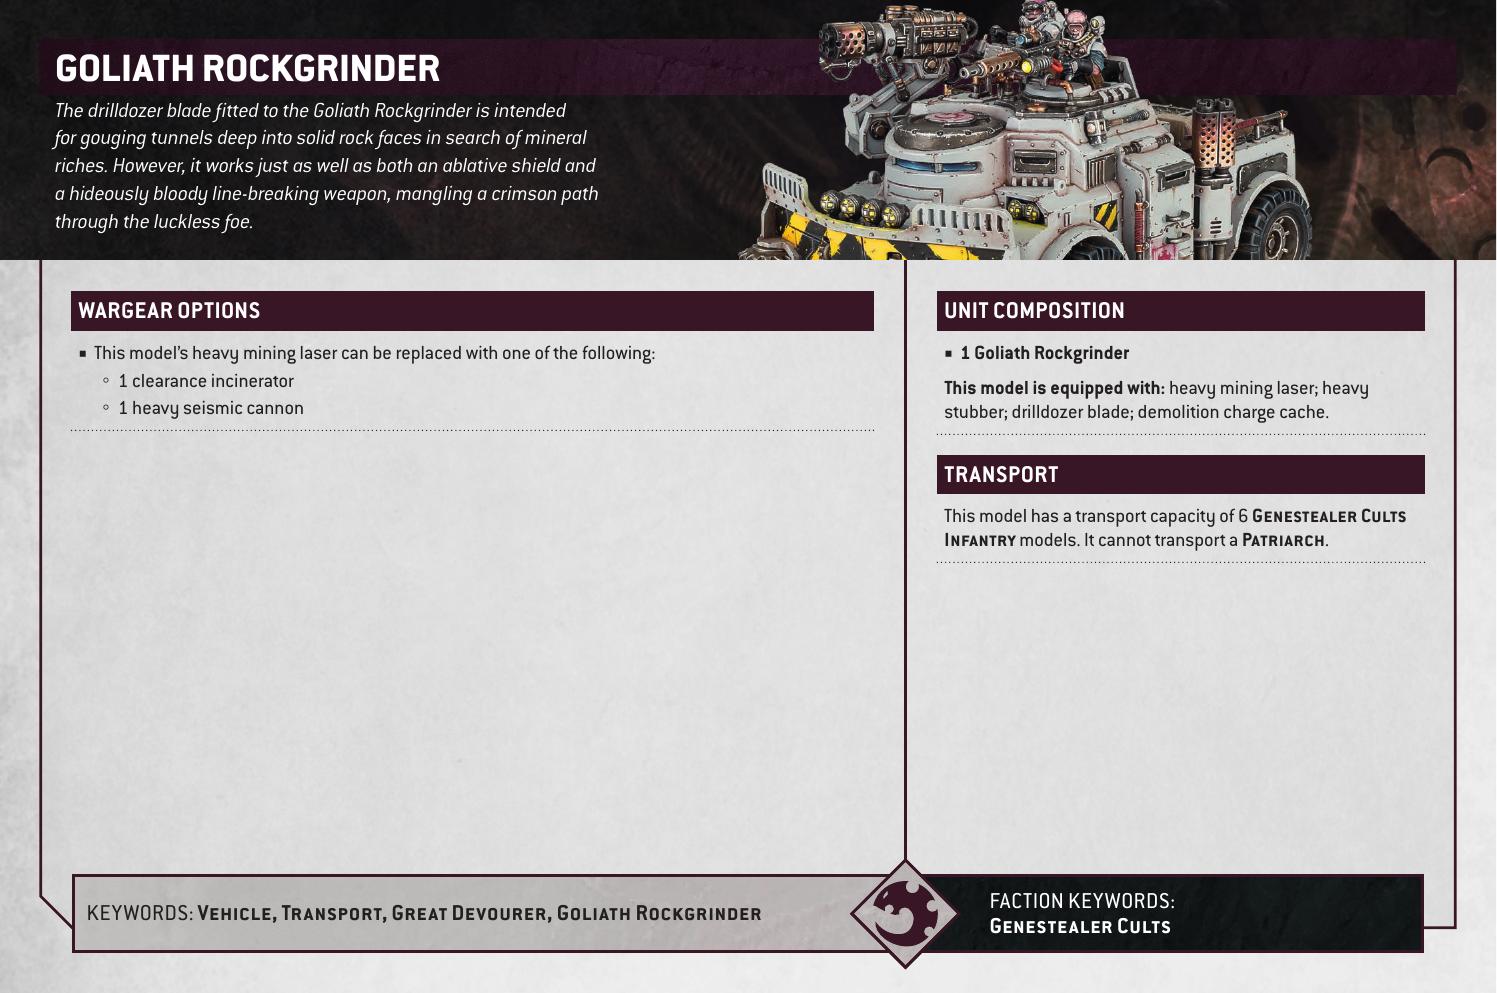 GOLIATH ROCKGRINDER
The drilldozer blade fitted to the Goliath Rockgrinder is intended
for gouging tunnels deep into solid rock faces in search of mineral
riches. However, it works just as well as both an ablative shield and
a hideously bloody line-breaking weapon, mangling a crimson path
through the luckless foe.
WARGEAR OPTIONS
▪ This model’s heavy mining laser can be replaced with one of the following:
◦ 1 clearance incinerator
◦ 1 heavy seismic cannon
UNIT COMPOSITION
▪ 1 Goliath Rockgrinder
This model is equipped with: heavy mining laser; heavy
stubber; drilldozer blade; demolition charge cache.
TRANSPORT
This model has a transport capacity of 6 Genestealer Cults
Infantry models. It cannot transport a Patriarch.
KEYWORDS: Vehicle, Transport, Great Devourer, Goliath Rockgrinder
FACTION KEYWORDS:
Genestealer Cults